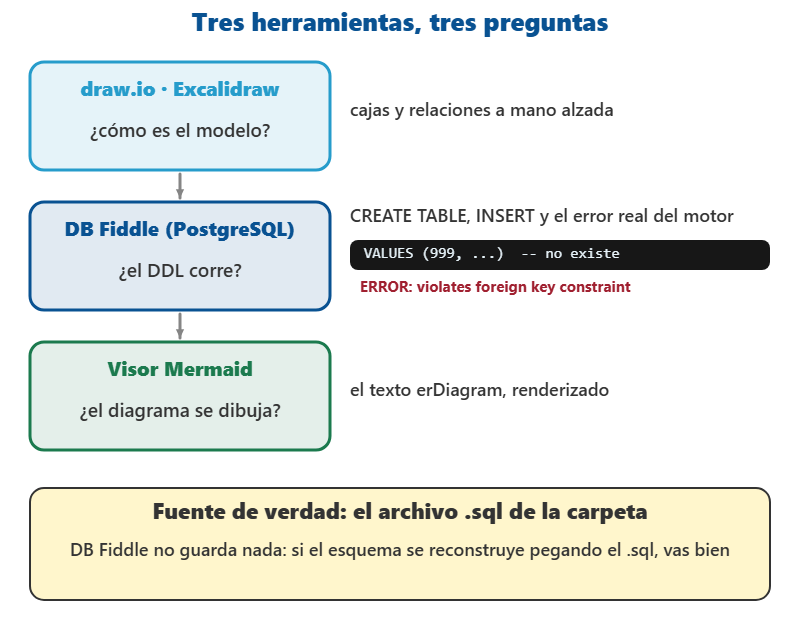 Tres herramientas, tres preguntas
draw.io · Excalidraw
¿cómo es el modelo?
cajas y relaciones a mano alzada
DB Fiddle (PostgreSQL)
¿el DDL corre?
CREATE TABLE, INSERT y el error real del motor
VALUES (999, ...)  -- no existe
ERROR: violates foreign key constraint
Visor Mermaid
¿el diagrama se dibuja?
el texto erDiagram, renderizado
Fuente de verdad: el archivo .sql de la carpeta
DB Fiddle no guarda nada: si el esquema se reconstruye pegando el .sql, vas bien